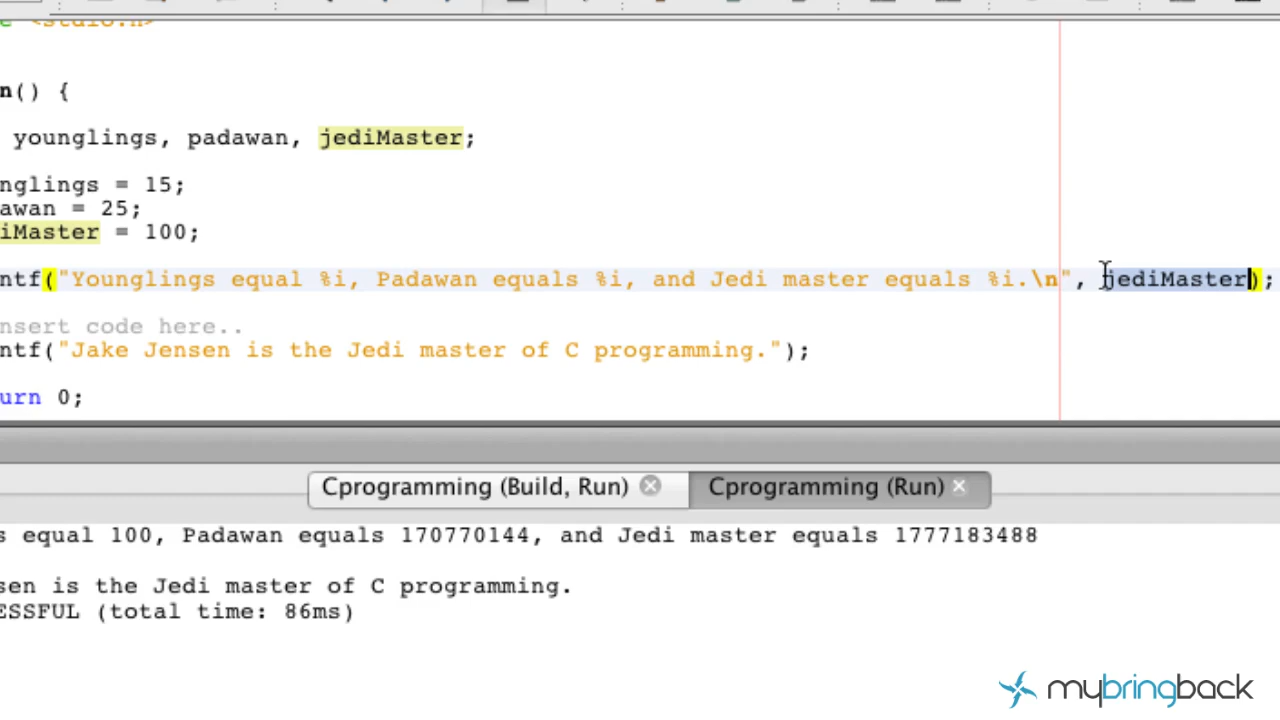 e <stdio.h>
n() {
younglings, padawan, jediMaster;
nglings = 15;
awan = 25;
iMaster = 100;
ntf("Younglings equal %i, Padawan equals %i, and Jedi master equals %i.\n", jediMaster);
nsert code here..
ntf("Jake Jensen is the Jedi master of C programming.");
urn 0;
Cprogramming (Build, Run) Cprogramming (Run)
s equal 100, Padawan equals 170770144, and Jedi master equals 1777183488
sen is the Jedi master of C programming.
ESSFUL (total time: 86ms)
mybringback